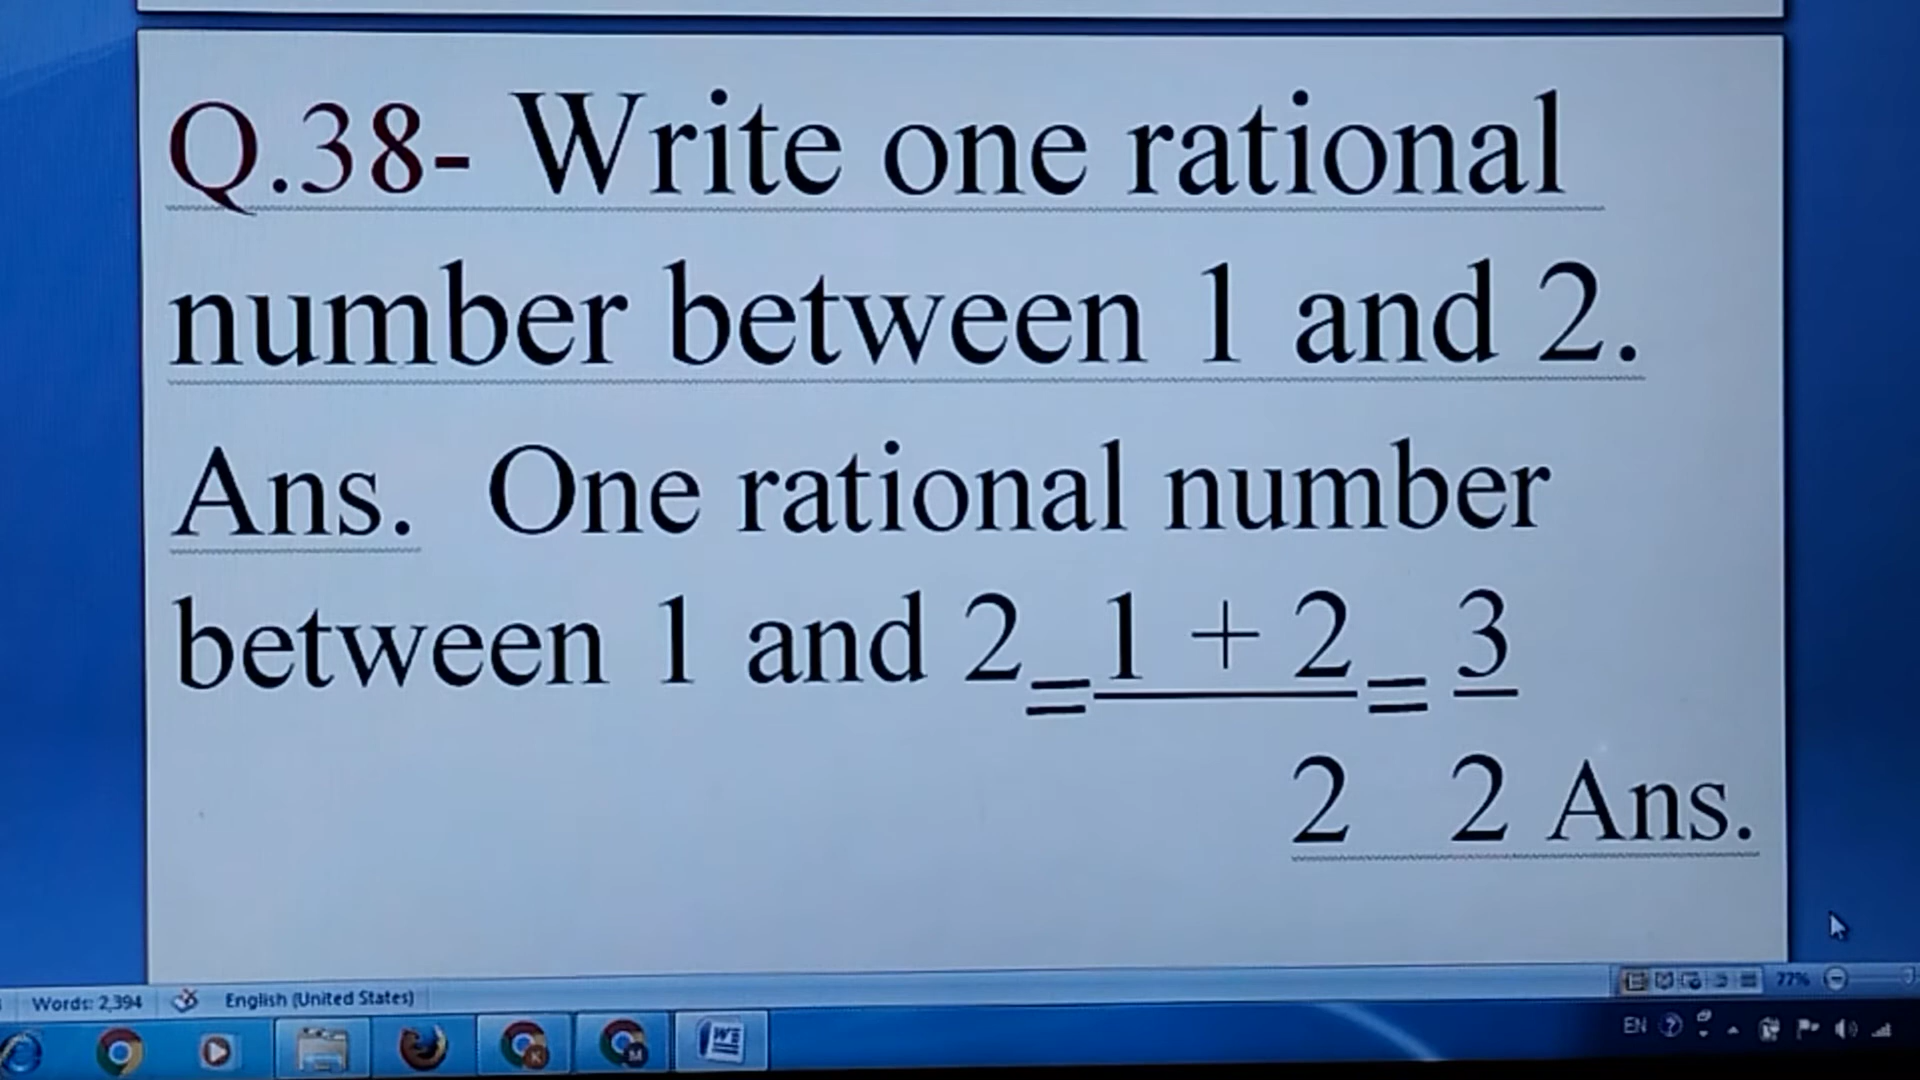 Q.38- Write one rational
number between 1 and 2.
Ans. One rational number
between 1 and 2 = 1 + 2 = 3
2 2 Ans.
Words: 2,394 English (United States) 77%
EN